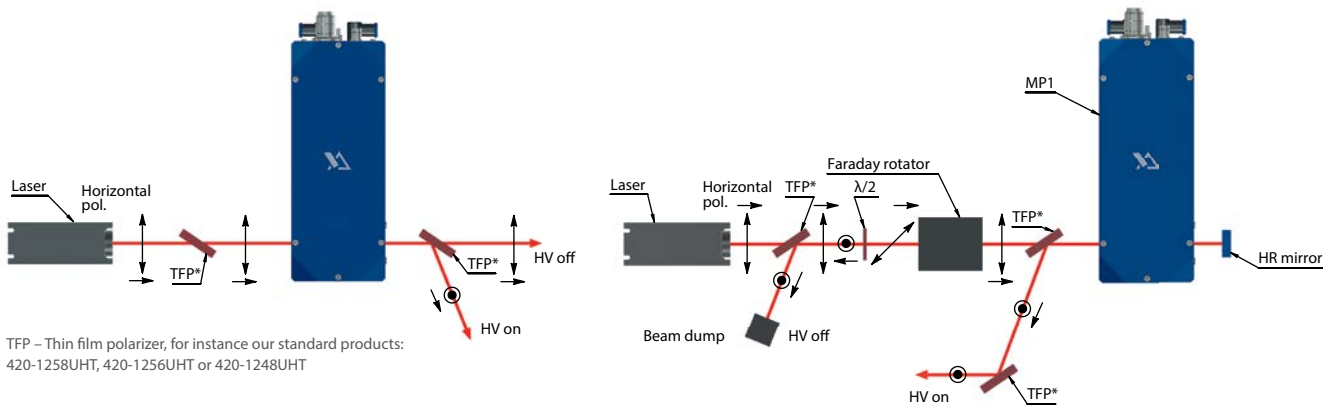 Laser
Horizontal
pol.
TFP*
TFP*
HV off
HV on
TFP – Thin film polarizer, for instance our standard products:
420-1258UHT, 420-1256UHT or 420-1248UHT
Laser
Horizontal
pol.
TFP*
λ/2
Faraday rotator
TFP*
MP1
HR mirror
Beam dump
HV off
HV on
TFP*